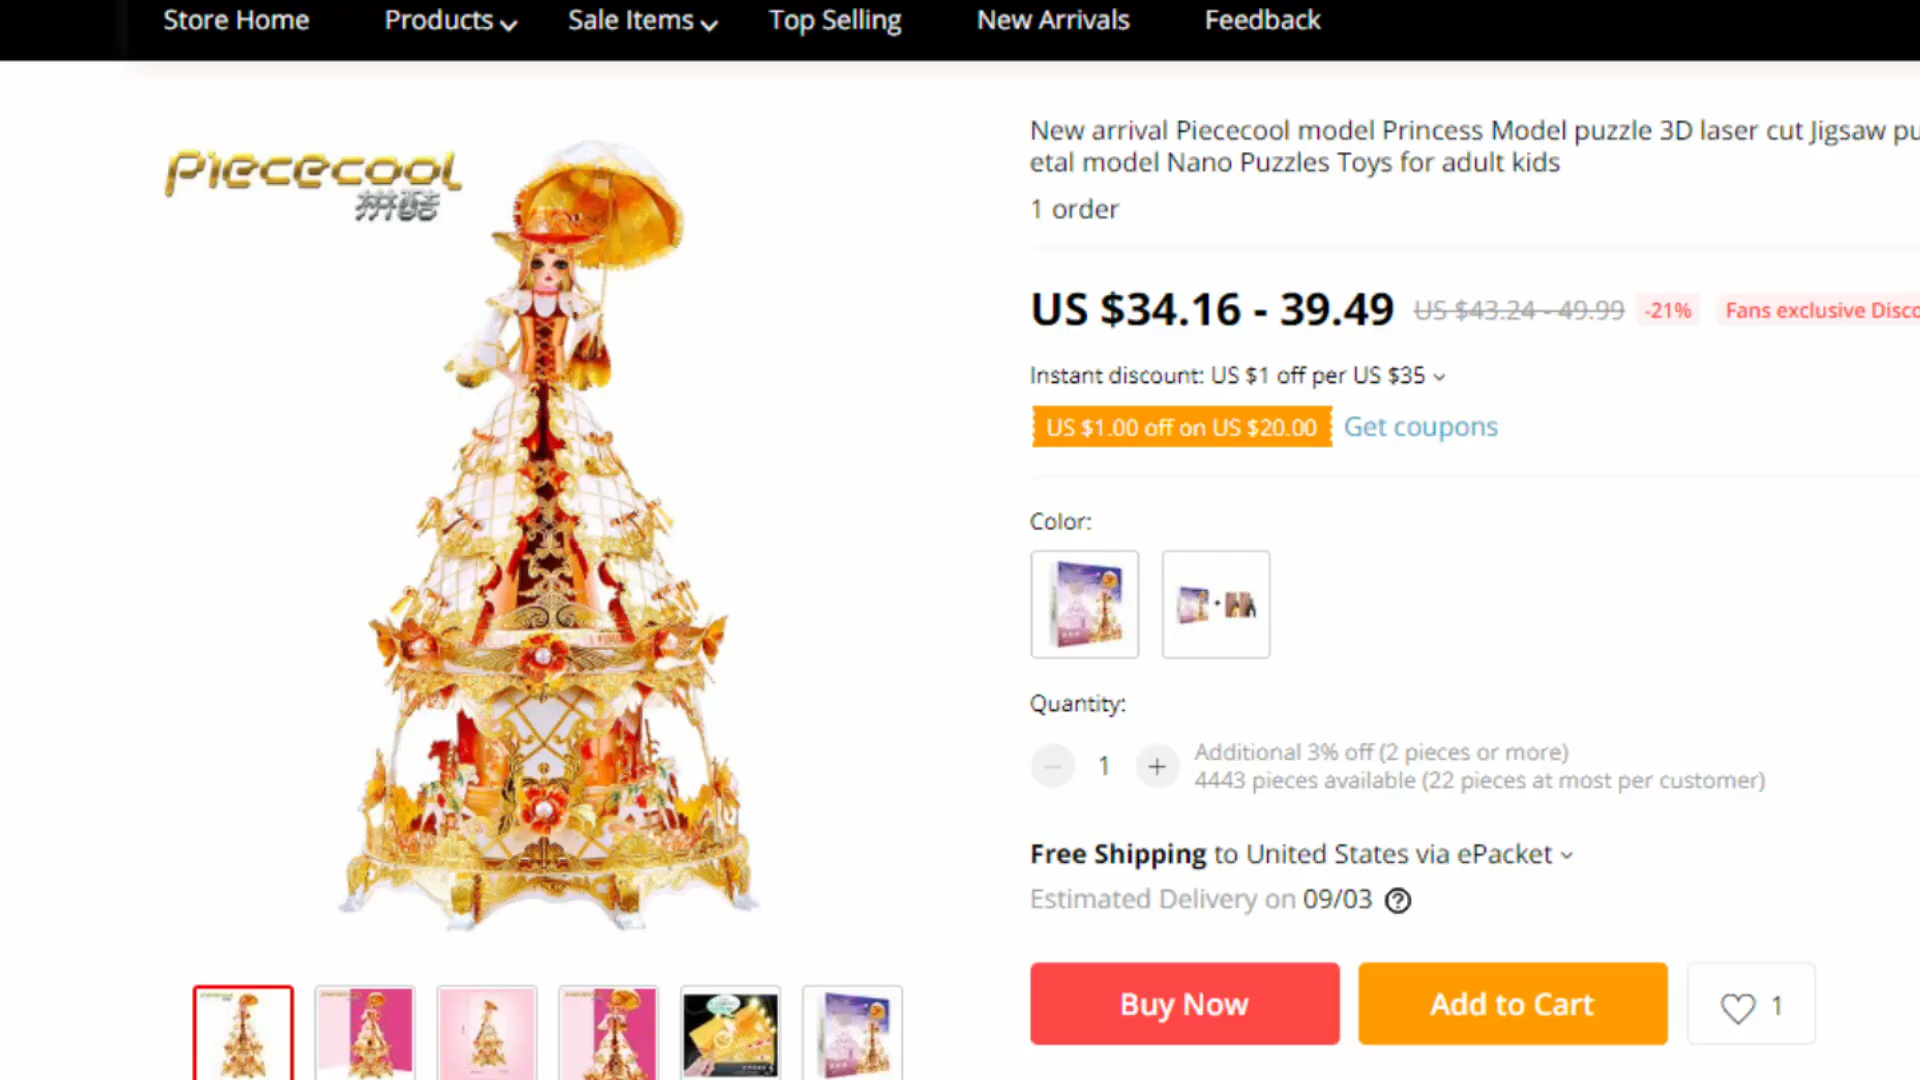 Store Home Products Sale Items Top Selling New Arrivals Feedback
Piececool
拼酷
New arrival Piececool model Princess Model puzzle 3D laser cut Jigsaw pu
etal model Nano Puzzles Toys for adult kids
1 order
US $34.16 - 39.49 US $43.24 - 49.99 -21% Fans exclusive Disco
Instant discount: US $1 off per US $35
US $1.00 off on US $20.00 Get coupons
Color:
Quantity:
1
Additional 3% off (2 pieces or more)
4443 pieces available (22 pieces at most per customer)
Free Shipping to United States via ePacket
Estimated Delivery on 09/03
Buy Now Add to Cart 1